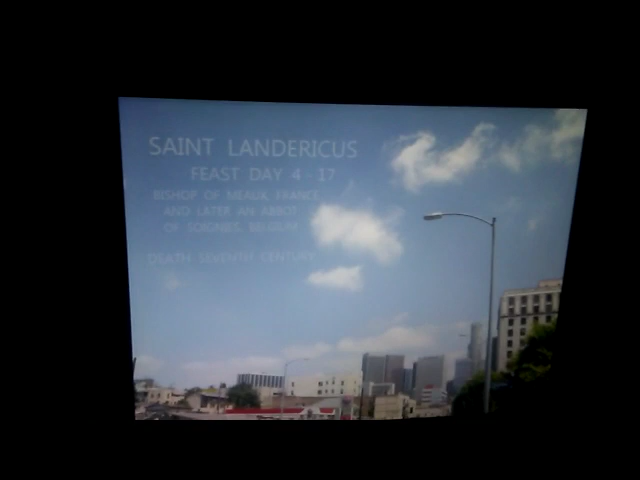 SAINT LANDERICUS
FEAST DAY 4 - 17
BISHOP OF MEAUX, FRANCE
AND LATER AN ABBOT
OF SOIGNIES, BELGIUM
DEATH SEVENTH CENTURY